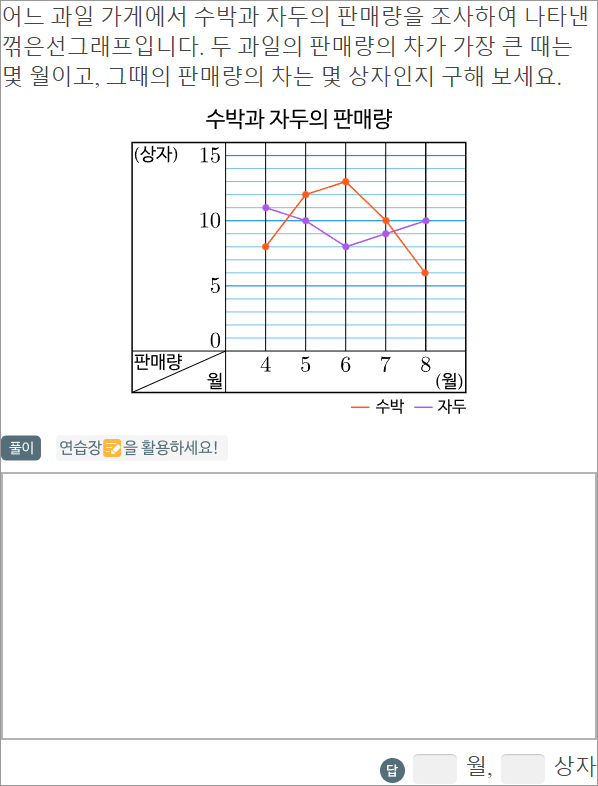 어느 과일 가게에서 수박과 자두의 판매량을 조사하여 나타낸
꺾은선그래프입니다. 두 과일의 판매량의 차가 가장 큰 때는
몇 월이고, 그때의 판매량의 차는 몇 상자인지 구해 보세요.
수박과 자두의 판매량
(상자) 15
10
5
0
판매량
월 4 5 6 7 8 (월)
수박 자두
풀이 연습장을 활용하세요!
답 월, 상자